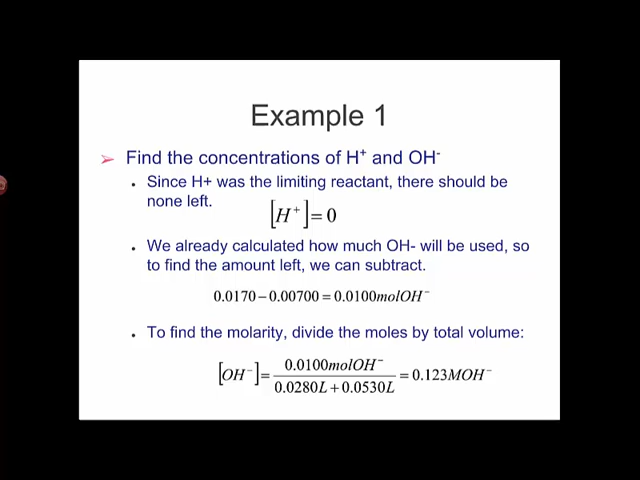 Example 1
➢ Find the concentrations of H⁺ and OH⁻
• Since H+ was the limiting reactant, there should be
none left.
[H⁺] = 0
• We already calculated how much OH- will be used, so
to find the amount left, we can subtract.
0.0170 − 0.00700 = 0.0100molOH⁻
• To find the molarity, divide the moles by total volume:
[OH⁻] = 0.0100molOH⁻ / 0.0280L + 0.0530L = 0.123MOH⁻